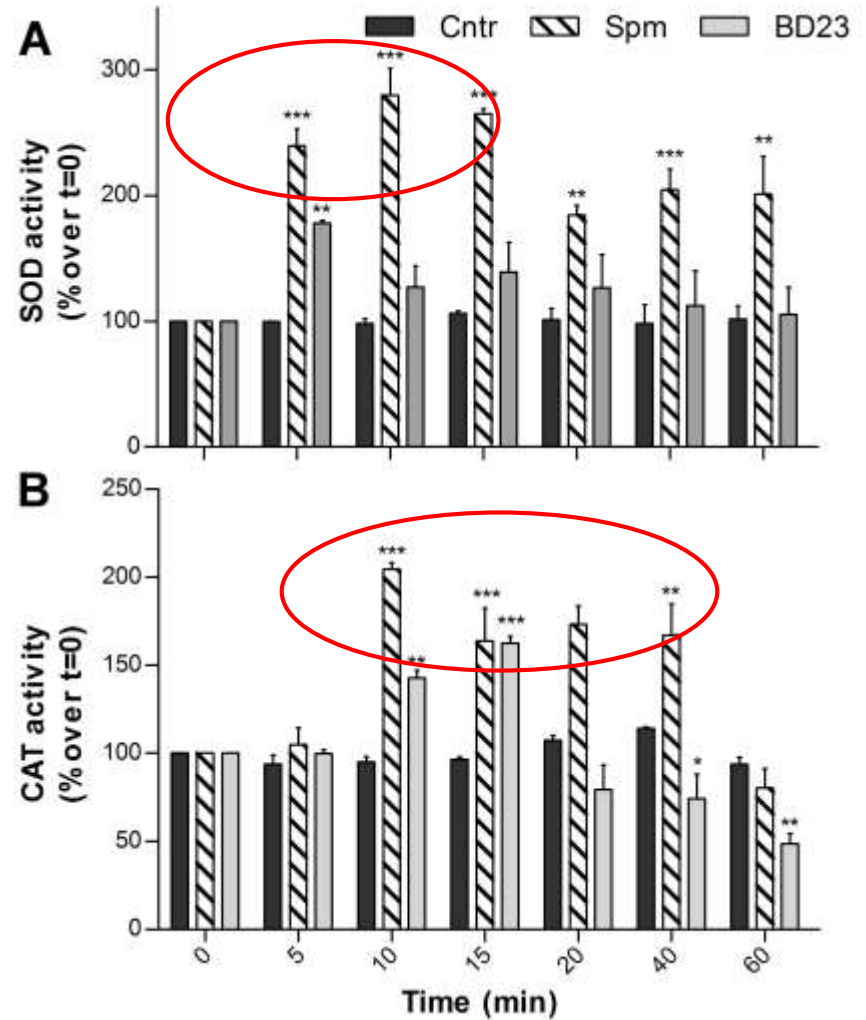 A
Cntr Spm BD23
SOD activity
(% over t=0)
300
200
100
0
*** ** *** *** ** *** **
B
CAT activity
(% over t=0)
250
200
150
100
50
0
*** ** *** *** ** * **
0 5 10 15 20 40 60
Time (min)